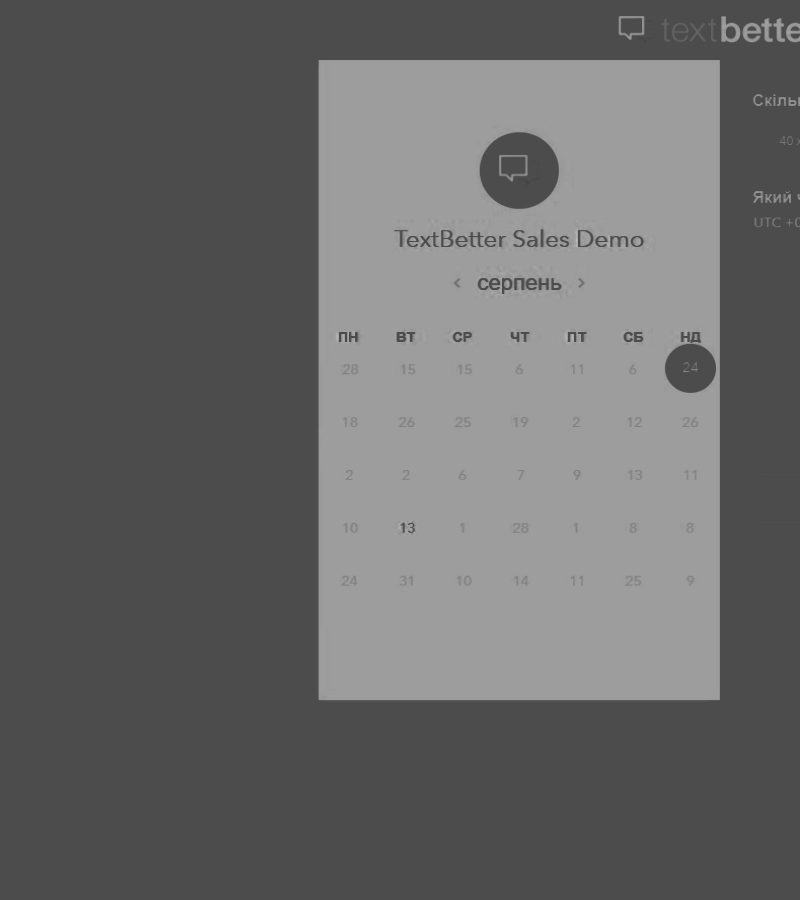 textbette
TextBetter Sales Demo
‹ серпень ›
ПН ВТ СР ЧТ ПТ СБ НД
28 15 15 6 11 6 24
18 26 25 19 2 12 26
2 2 6 7 9 13 11
10 13 1 28 1 8 8
24 31 10 14 11 25 9
40
Який
UTC +0